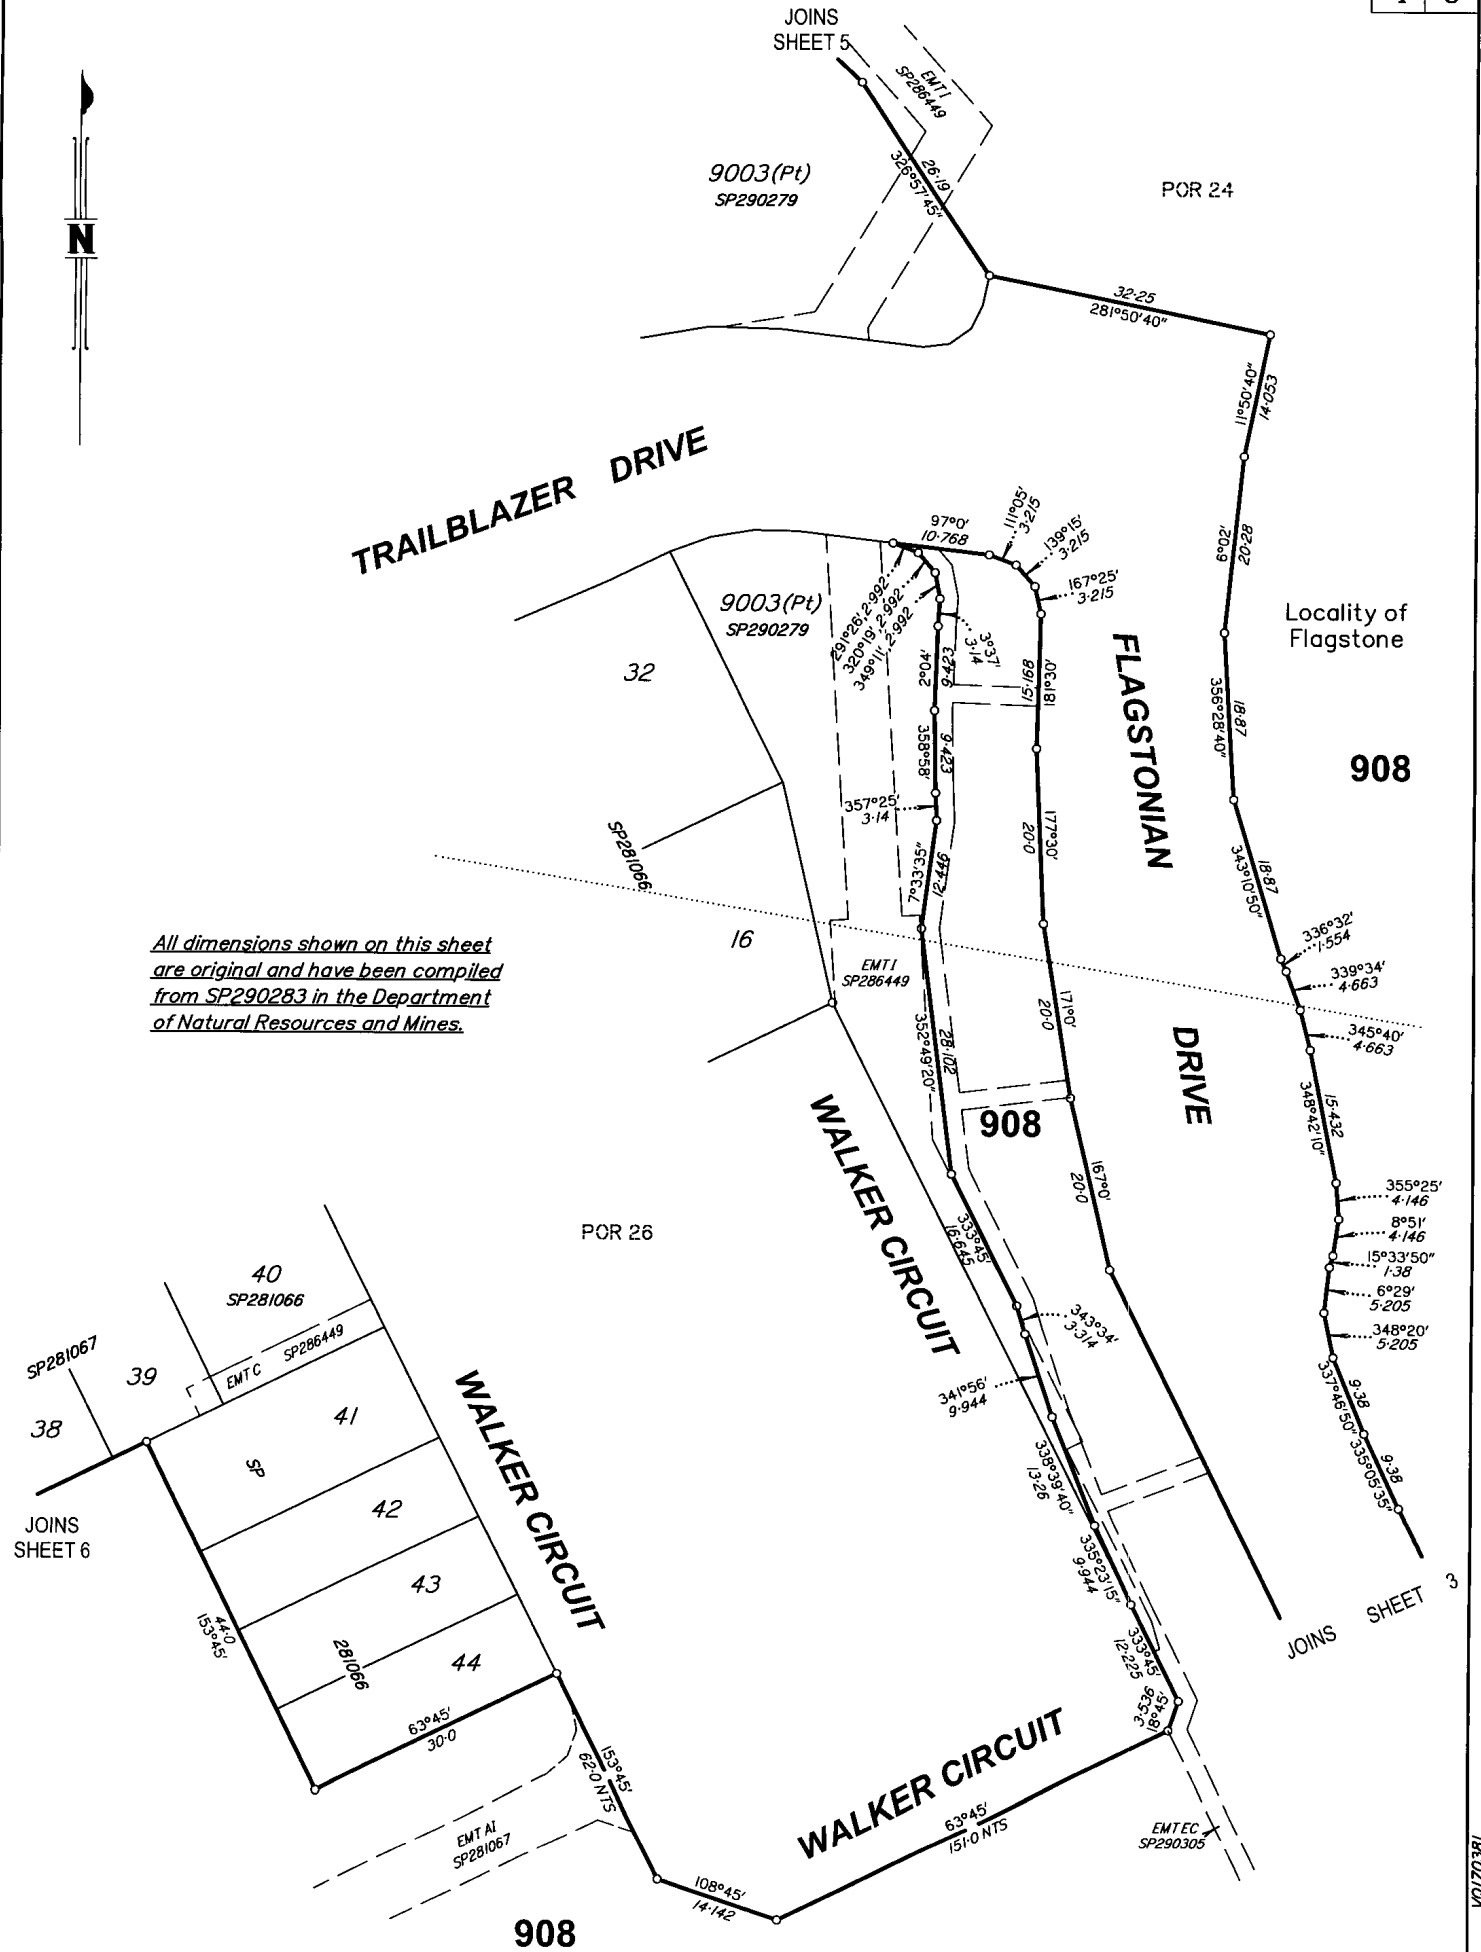 JOINS
SHEET 5
EMT I
SP286449
N
9003(Pt)
SP290279
26·19
326°57'45"
POR 24
32·25
281°50'40"
11°50'40"
14·053
TRAILBLAZER DRIVE
97°0'
10·768
111°05'
3·215
139°15'
3·215
167°25'
3·215
6°02'
20·28
9003(Pt)
SP290279
291°26', 2·992
320°19', 2·992
349°11', 2·992
3°37'
3·14
Locality of
Flagstone
32
2°04'
9·423
15·168
181°30'
FLAGSTONIAN
356°28'40"
18·87
358°58'
9·423
908
357°25'
3·14
SP281066
177°30'
20·0
7°33'35"
12·446
343°10'50"
18·87
All dimensions shown on this sheet
are original and have been compiled
from SP290283 in the Department
of Natural Resources and Mines.
16
EMT I
SP286449
336°32'
1·554
339°34'
4·663
352°49'20"
28·102
171°0'
20·0
DRIVE
345°40'
4·663
348°42'10"
15·432
WALKER CIRCUIT
908
167°0'
20·0
355°25'
4·146
8°51'
4·146
15°33'50"
1·38
6°29'
5·205
348°20'
5·205
POR 26
333°45'
16·645
40
SP281066
343°34'
3·314
SP281067
39
EMT C SP286449
337°46'50"
9·38
341°56'
9·944
38
41
WALKER CIRCUIT
SP
338°39'40"
13·26
335°05'35"
9·38
JOINS
SHEET 6
42
335°23'15"
9·944
43
JOINS SHEET 3
44·0
153°45'
281066
44
333°45'
12·225
63°45'
30·0
3·536
18°45'
153°45'
62·0 NTS
WALKER CIRCUIT
EMT AI
SP281067
63°45'
151·0 NTS
EMT EC
SP290305
108°45'
14·142
908